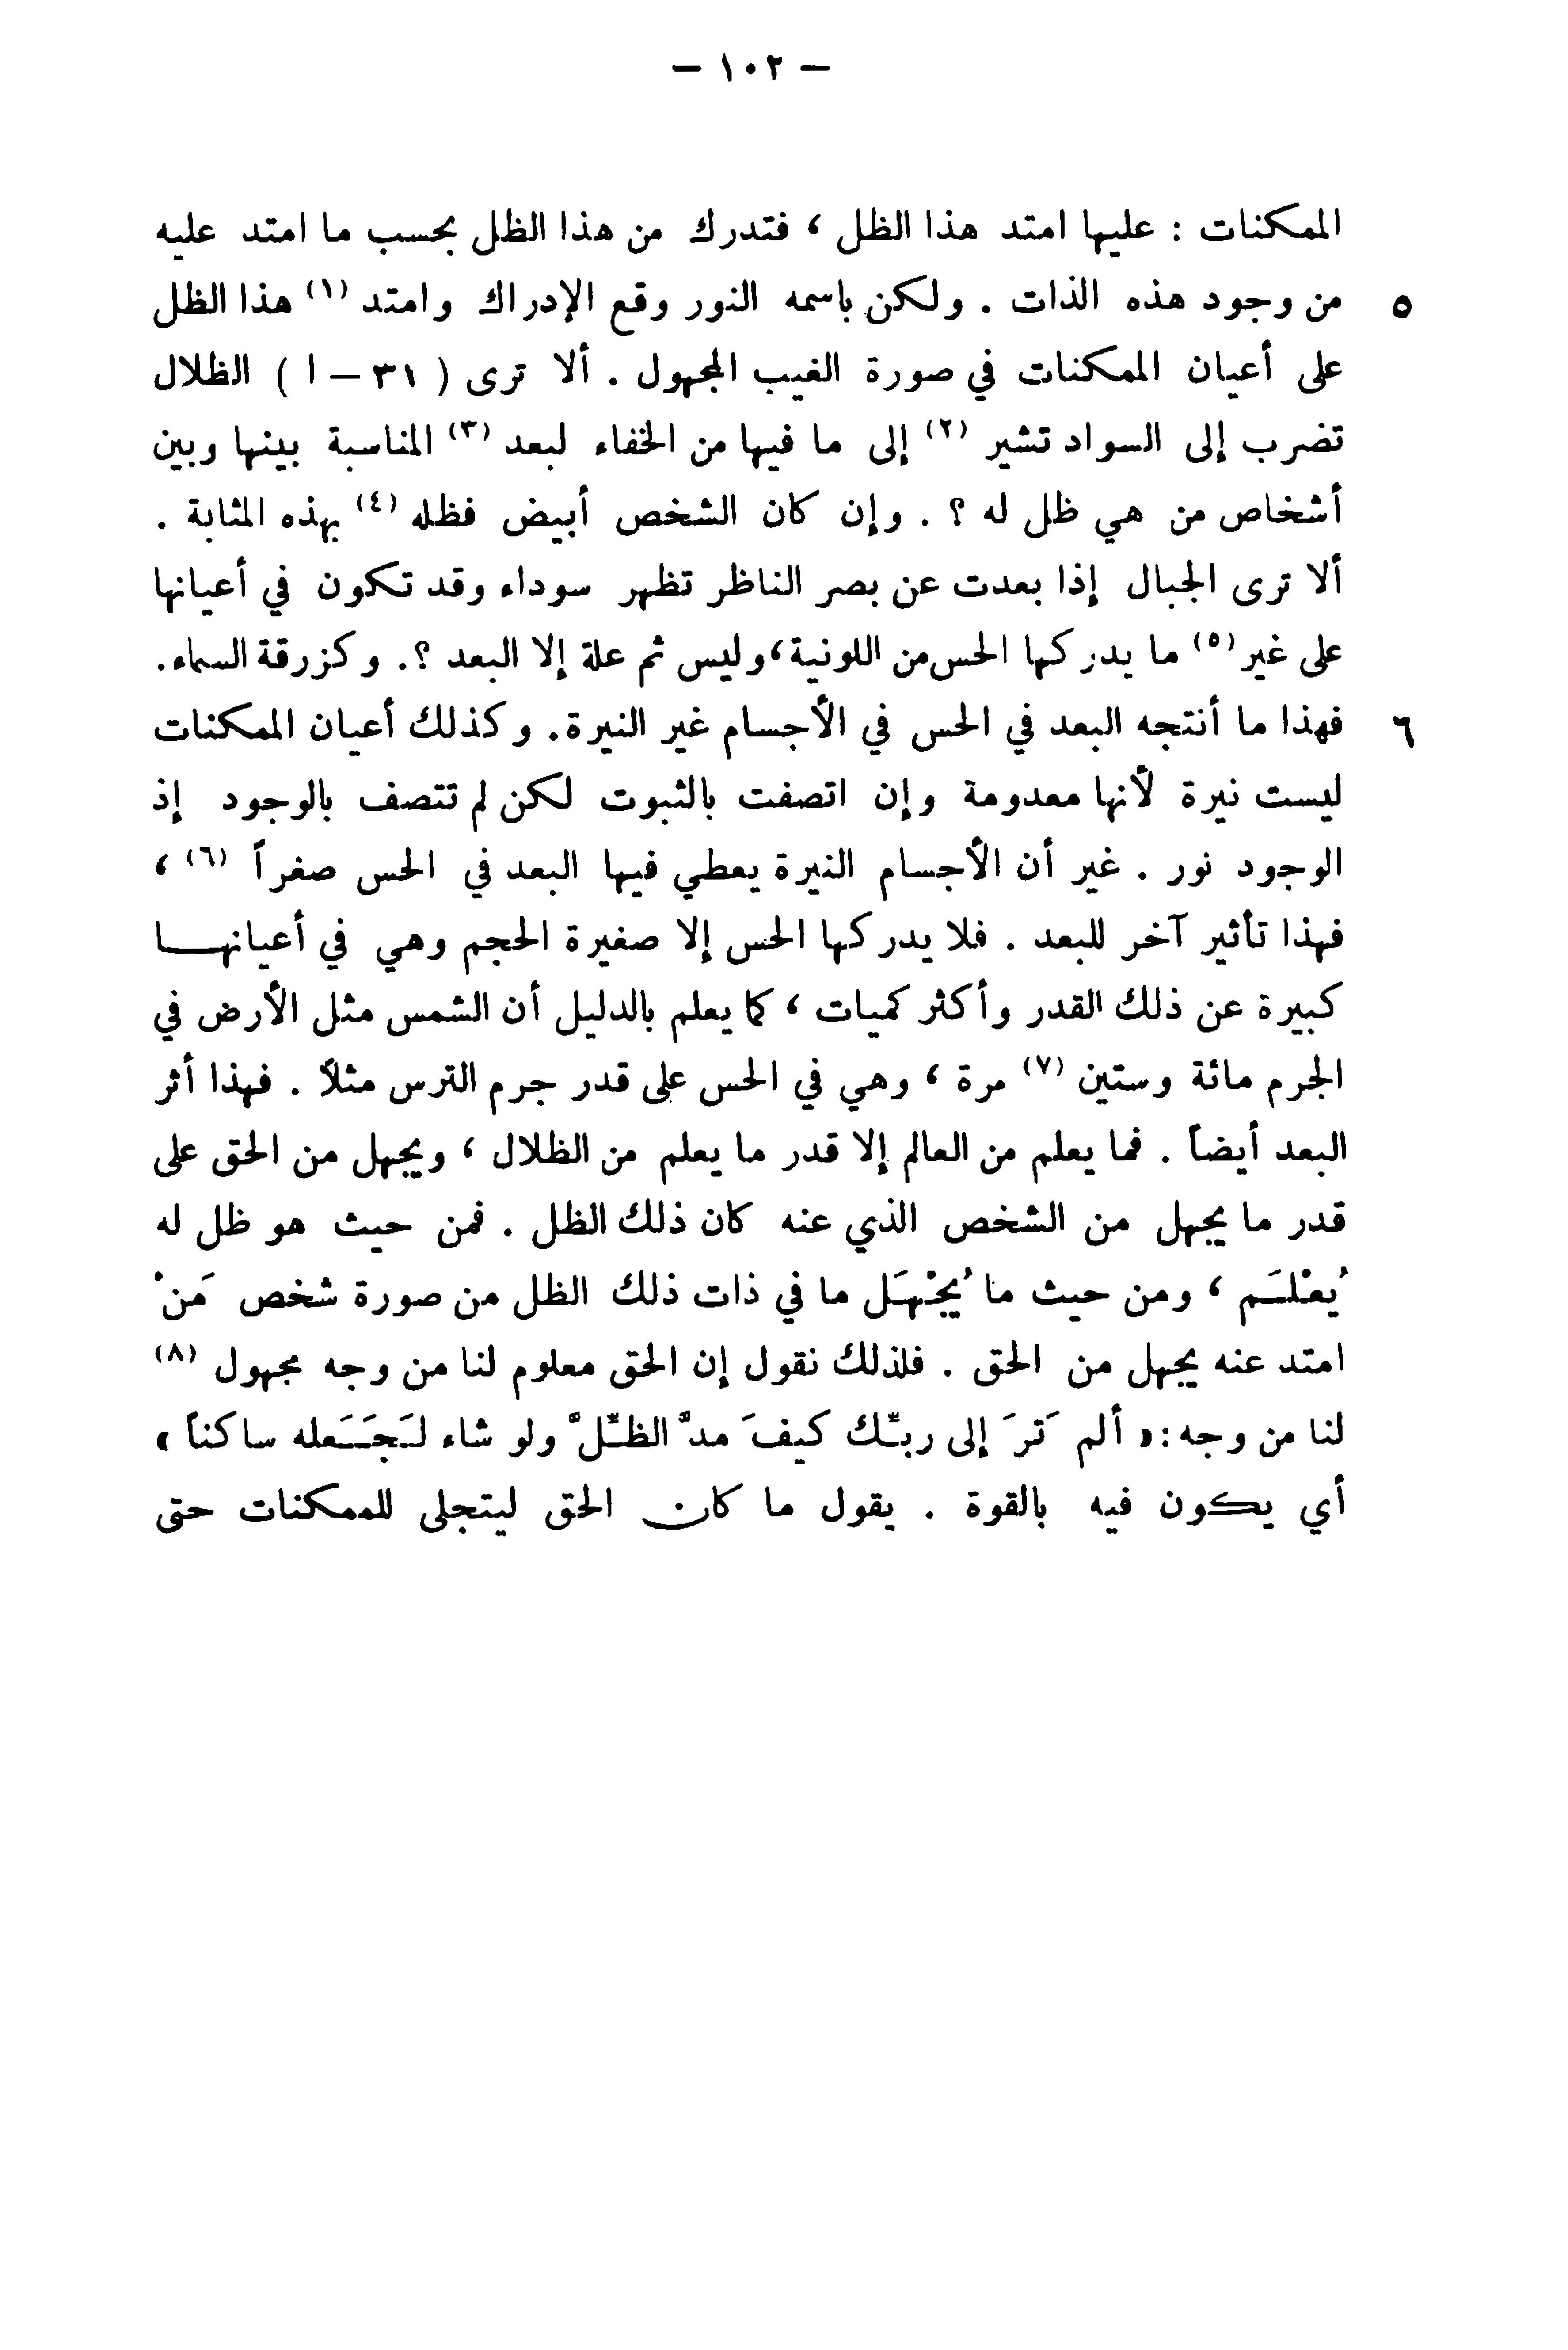 — ١٠٢ —
الممكنات : عليها امتد هذا الظل ، فتدرك من هذا الظل بحسب ما امتد عليه
٥ من وجود هذه الذات . ولكن باسمه النور وقع الإدراك وامتد (١) هذا الظل
على أعيان الممكنات في صورة الغيب المجهول . ألا ترى ( ٣١ – ا ) الظلال
تضرب إلى السواد تشير (٢) إلى ما فيها من الخفاء لبعد (٣) المناسبة بينها وبين
أشخاص من هي ظل له ؟ . وإن كان الشخص أبيض فظله (٤) بهذه المثابة .
ألا ترى الجبال إذا بعدت عن بصر الناظر تظهر سوداء وقد تكون في أعيانها
على غير (٥) ما يدركها الحس من اللونية، وليس ثم علة إلا البعد ؟. وكزرقة السماء.
٦ فهذا ما أنتجه البعد في الحس في الأجسام غير النيرة. وكذلك أعيان الممكنات
ليست نيرة لأنها معدومة وإن اتصفت بالثبوت لكن لم تتصف بالوجود إذ
الوجود نور . غير أن الأجسام النيرة يعطي فيها البعد في الحس صغراً (٦) ،
فهذا تأثير آخر للبعد . فلا يدركها الحس إلا صغيرة الحجم وهي في أعيانهـــا
كبيرة عن ذلك القدر وأكثر كميات ، كما يعلم بالدليل أن الشمس مثل الأرض في
الجرم مائة وستين (٧) مرة ، وهي في الحس على قدر جرم الترس مثلاً . فهذا أثر
البعد أيضاً . فما يعلم من العالم إلا قدر ما يعلم من الظلال ، ويجهل من الحق على
قدر ما يجهل من الشخص الذي عنه كان ذلك الظل . فمن حيث هو ظل له
يُعْلَم ، ومن حيث ما يُجْهَل ما في ذات ذلك الظل من صورة شخص مَنْ
امتد عنه يجهل من الحق . فلذلك نقول إن الحق معلوم لنا من وجه مجهول (٨)
لنا من وجه : « ألم تَرَ إلى ربِّك كيفَ مدَّ الظِّلَّ ولو شاء لَجَعَله ساكناً »
أي يكون فيه بالقوة . يقول ما كان الحق ليتجلى للممكنات حتى